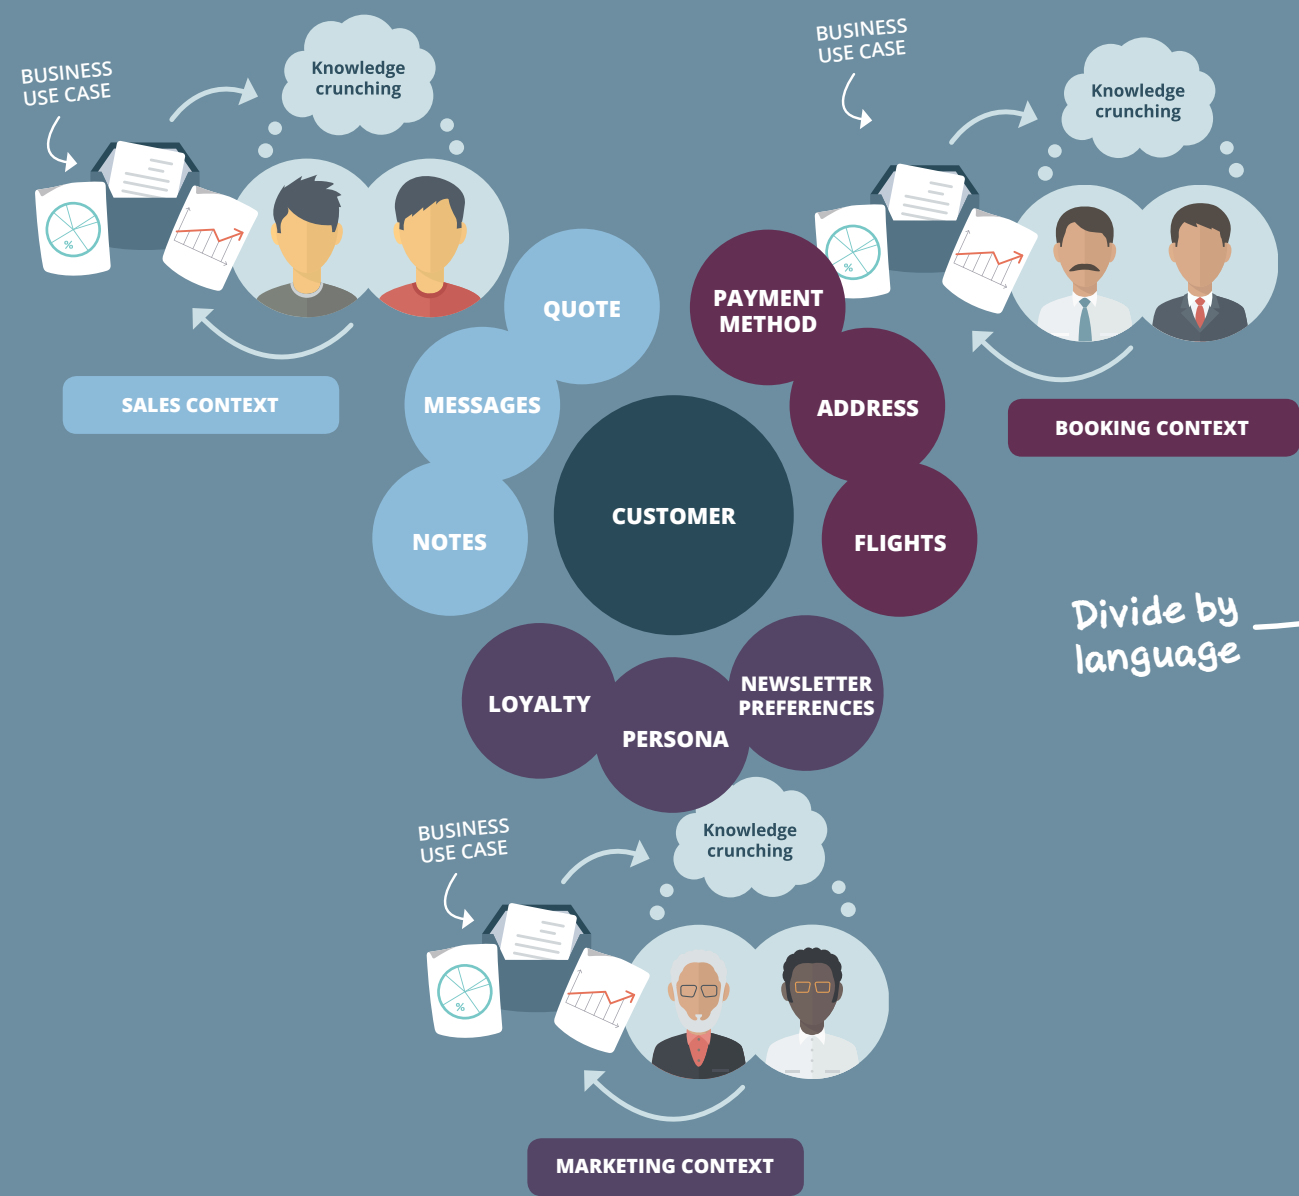 BUSINESS
USE CASE
Knowledge
crunching
%
SALES CONTEXT
BUSINESS
USE CASE
Knowledge
crunching
%
BOOKING CONTEXT
QUOTE
MESSAGES
NOTES
PAYMENT
METHOD
ADDRESS
FLIGHTS
CUSTOMER
Divide by
language
LOYALTY
PERSONA
NEWSLETTER
PREFERENCES
BUSINESS
USE CASE
Knowledge
crunching
%
MARKETING CONTEXT